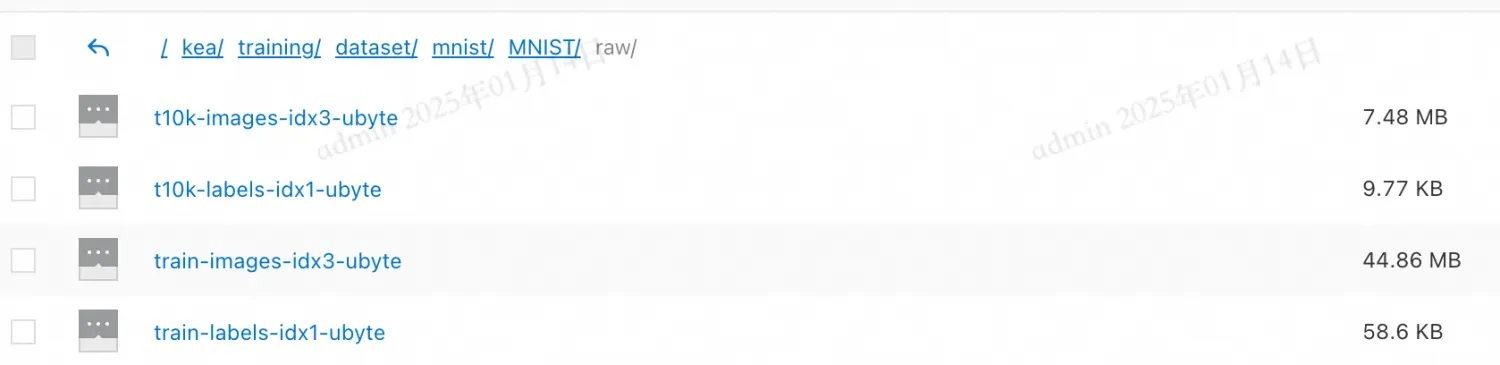 / kea/ training/ dataset/ mnist/ MNIST/ raw/
admin 2025年01月14日
admin 2025年01月14日
t10k-images-idx3-ubyte 7.48 MB
t10k-labels-idx1-ubyte 9.77 KB
train-images-idx3-ubyte 44.86 MB
train-labels-idx1-ubyte 58.6 KB